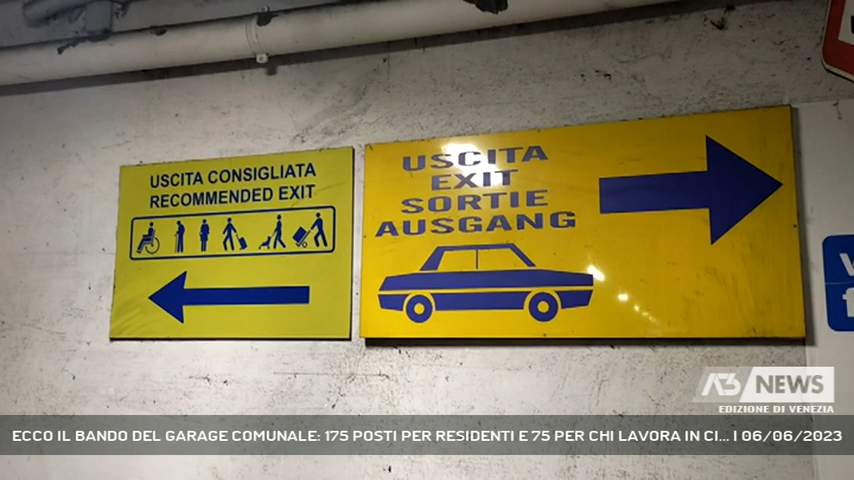 USCITA CONSIGLIATA
RECOMMENDED EXIT
USCITA
EXIT
SORTIE
AUSGANG
A3 NEWS
EDIZIONE DI VENEZIA
ECCO IL BANDO DEL GARAGE COMUNALE: 175 POSTI PER RESIDENTI E 75 PER CHI LAVORA IN CI... | 06/06/2023